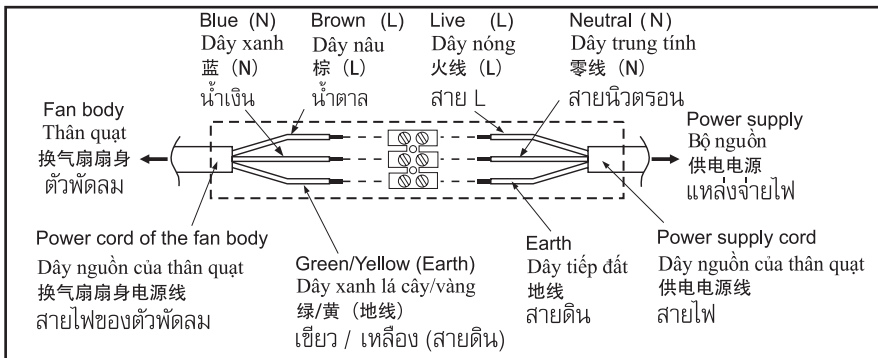 Blue (N)
Dây xanh
蓝（N）
น้ำเงิน
Brown (L)
Dây nâu
棕（L）
น้ำตาล
Live (L)
Dây nóng
火线（L）
สาย L
Neutral ( N )
Dây trung tính
零线（N）
สายนิวตรอน
Fan body
Thân quạt
换气扇扇身
ตัวพัดลม
Power supply
Bộ nguồn
供电电源
แหล่งจ่ายไฟ
Power cord of the fan body
Dây nguồn của thân quạt
换气扇扇身电源线
สายไฟของตัวพัดลม
Green/Yellow (Earth)
Dây xanh lá cây/vàng
绿/黄（地线）
เขียว / เหลือง (สายดิน)
Earth
Dây tiếp đất
地线
สายดิน
Power supply cord
Dây nguồn của thân quạt
供电电源线
สายไฟ